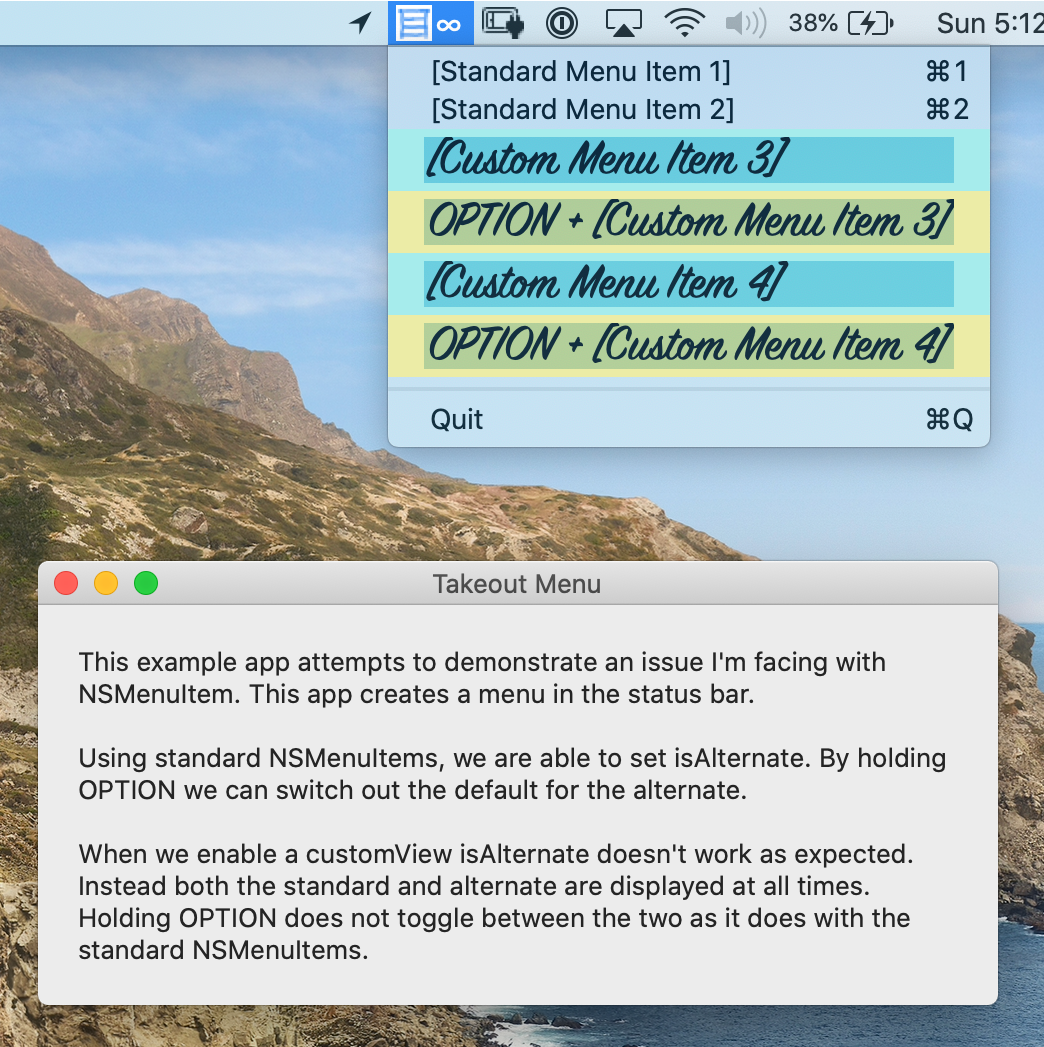 38% Sun 5:12
[Standard Menu Item 1] ⌘1
[Standard Menu Item 2] ⌘2
[Custom Menu Item 3]
OPTION + [Custom Menu Item 3]
[Custom Menu Item 4]
OPTION + [Custom Menu Item 4]
Quit ⌘Q
Takeout Menu
This example app attempts to demonstrate an issue I'm facing with
NSMenuItem. This app creates a menu in the status bar.
Using standard NSMenuItems, we are able to set isAlternate. By holding
OPTION we can switch out the default for the alternate.
When we enable a customView isAlternate doesn't work as expected.
Instead both the standard and alternate are displayed at all times.
Holding OPTION does not toggle between the two as it does with the
standard NSMenuItems.